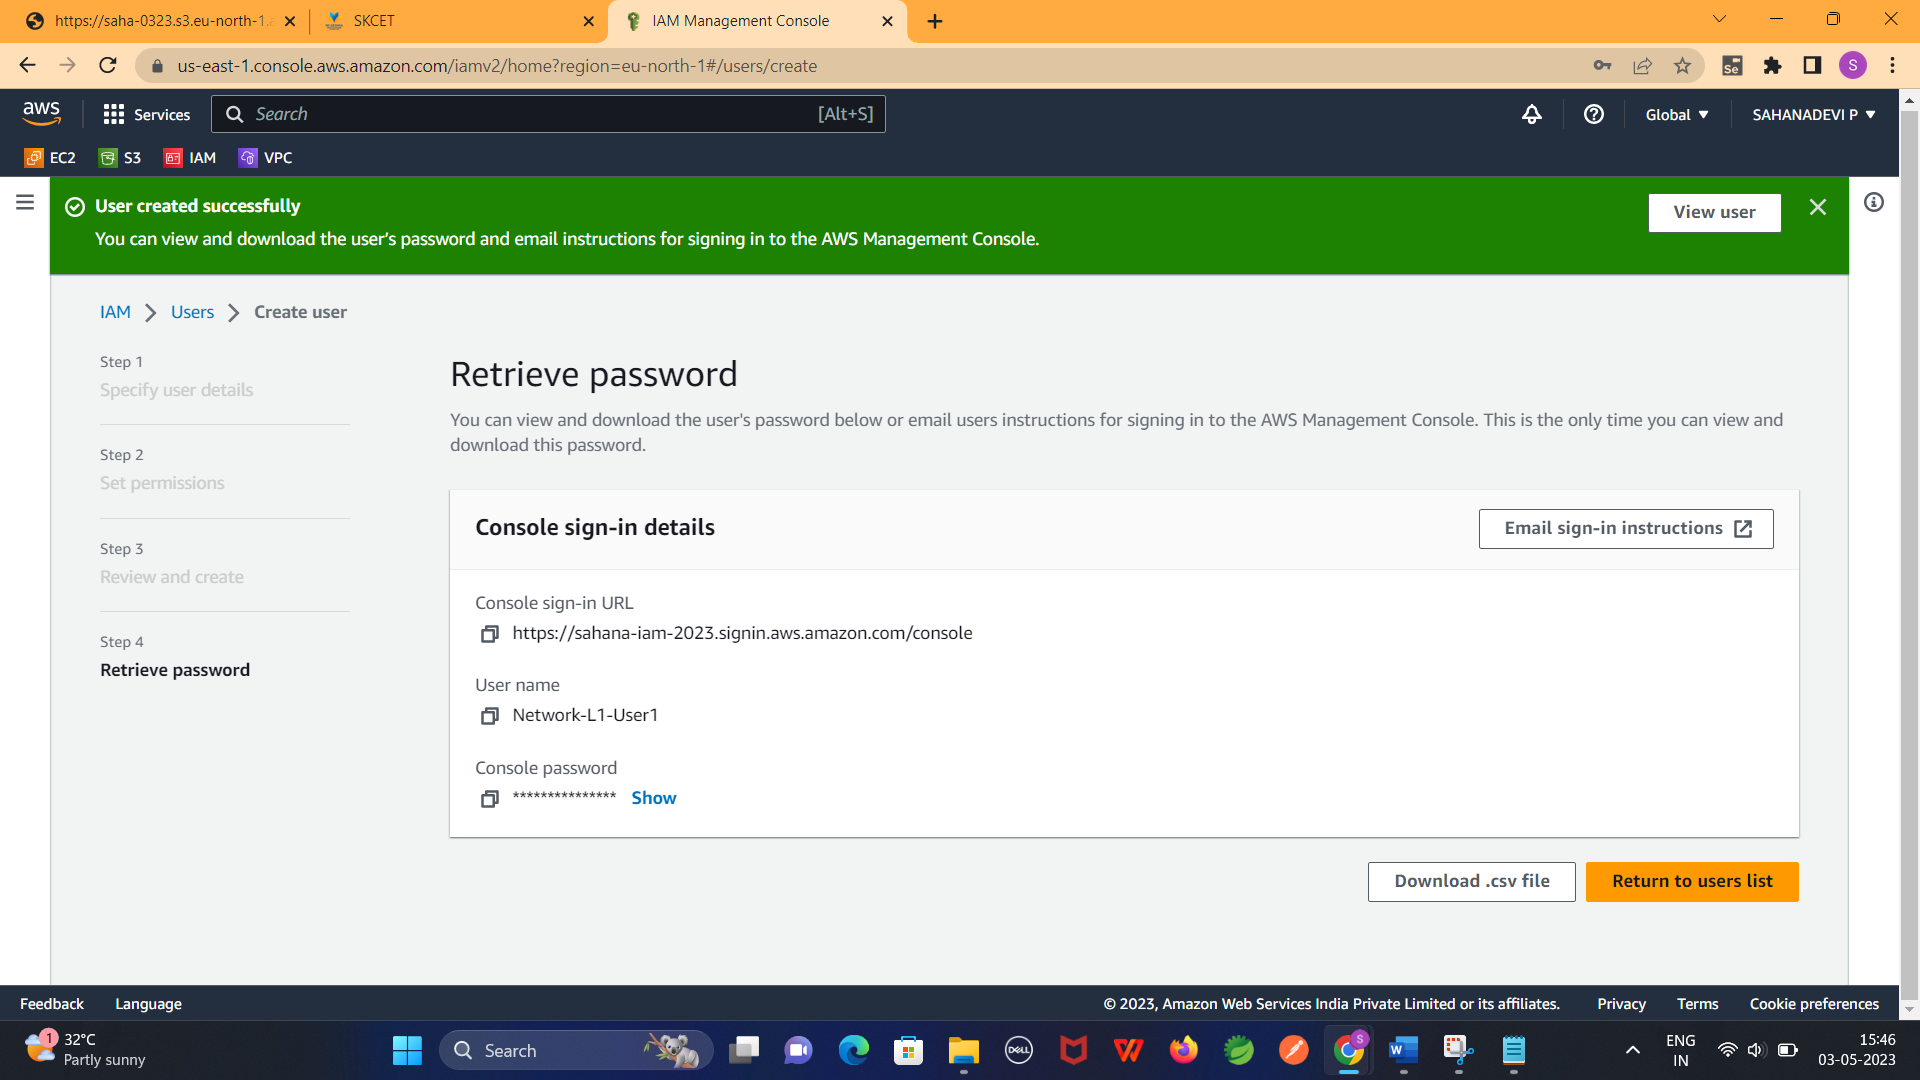 https://saha-0323.s3.eu-north-1.a
SKCET
IAM Management Console
us-east-1.console.aws.amazon.com/iamv2/home?region=eu-north-1#/users/create
Se
S
aws
Services
Search
[Alt+S]
Global
SAHANADEVI P
EC2
S3
IAM
VPC
User created successfully
You can view and download the user's password and email instructions for signing in to the AWS Management Console.
View user
IAM
Users
Create user
Step 1
Specify user details
Step 2
Set permissions
Step 3
Review and create
Step 4
Retrieve password
Retrieve password
You can view and download the user's password below or email users instructions for signing in to the AWS Management Console. This is the only time you can view and
download this password.
Console sign-in details
Email sign-in instructions
Console sign-in URL
https://sahana-iam-2023.signin.aws.amazon.com/console
User name
Network-L1-User1
Console password
*************** Show
Download .csv file
Return to users list
Feedback
Language
© 2023, Amazon Web Services India Private Limited or its affiliates.
Privacy
Terms
Cookie preferences
1
32°C
Partly sunny
Search
DELL
S
W
ENG
IN
15:46
03-05-2023